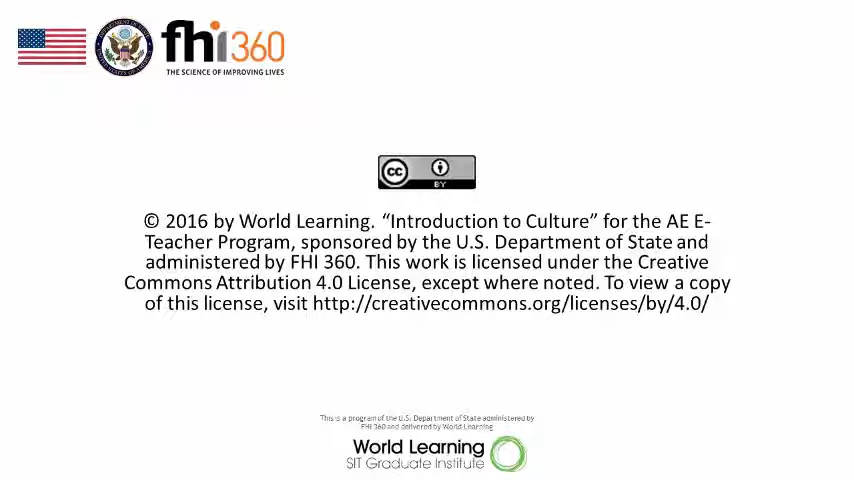 fhi360
THE SCIENCE OF IMPROVING LIVES
cc
BY
© 2016 by World Learning. “Introduction to Culture” for the AE E-
Teacher Program, sponsored by the U.S. Department of State and
administered by FHI 360. This work is licensed under the Creative
Commons Attribution 4.0 License, except where noted. To view a copy
of this license, visit http://creativecommons.org/licenses/by/4.0/
This is a program of the U.S. Department of State administered by
FHI 360 and delivered by World Learning
World Learning
SIT Graduate Institute